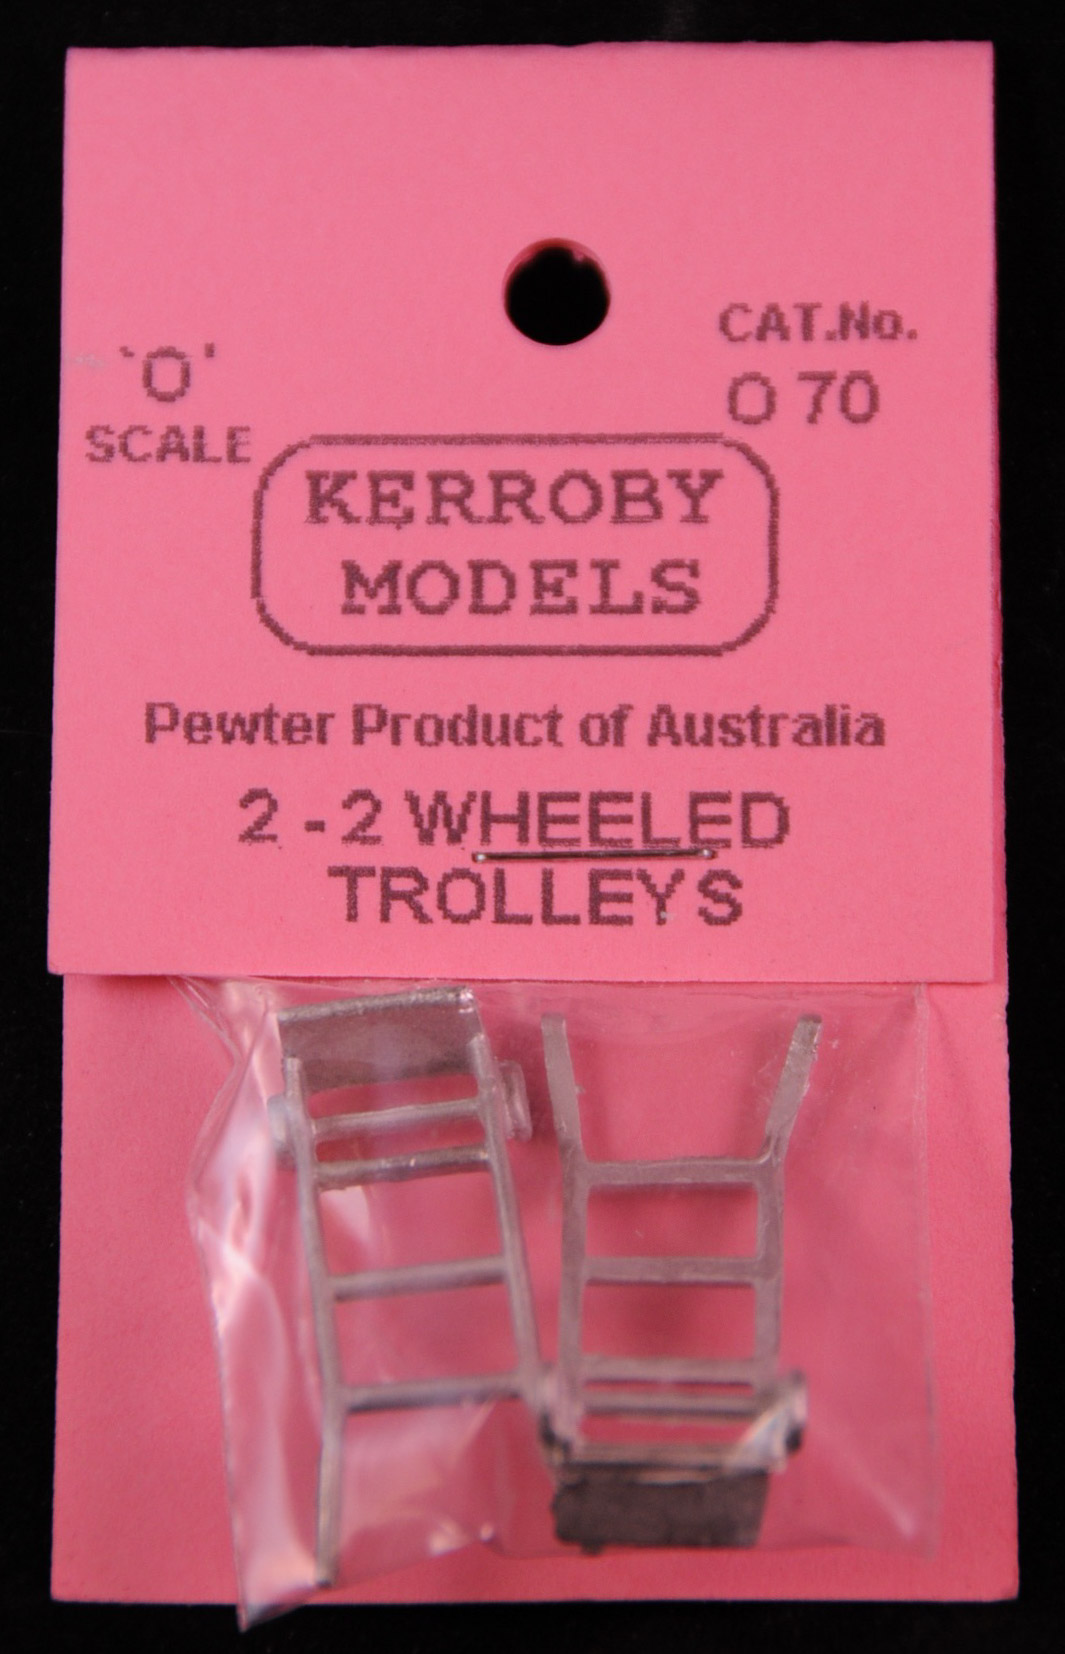 `O'
SCALE
CAT.No.
O 70
KERROBY
MODELS
Pewter Product of Australia
2 - 2 WHEELED
TROLLEYS